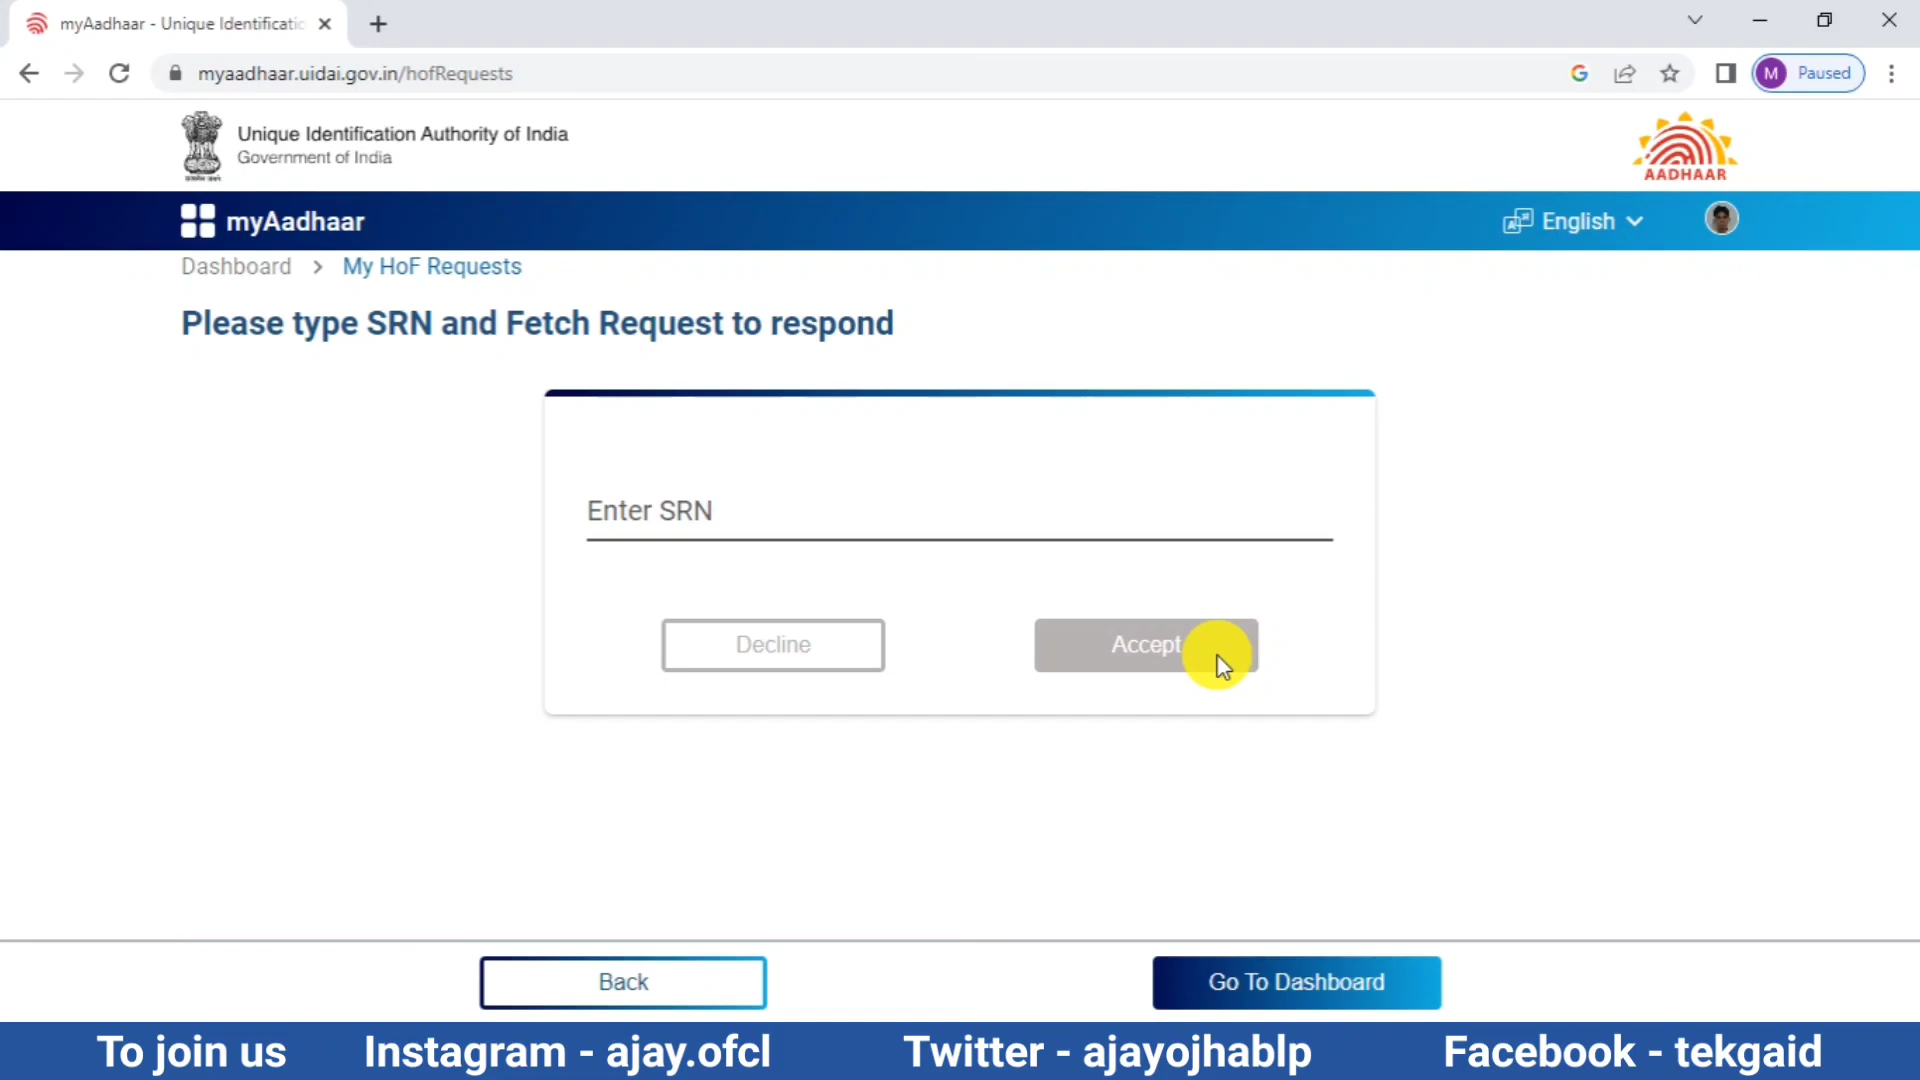 myAadhaar - Unique Identificatio
myaadhaar.uidai.gov.in/hofRequests
M Paused
Unique Identification Authority of India
Government of India
AADHAAR
myAadhaar
English
Dashboard > My HoF Requests
Please type SRN and Fetch Request to respond
Enter SRN
Decline
Accept
Back
Go To Dashboard
To join us Instagram - ajay.ofcl Twitter - ajayojhablp Facebook - tekgaid